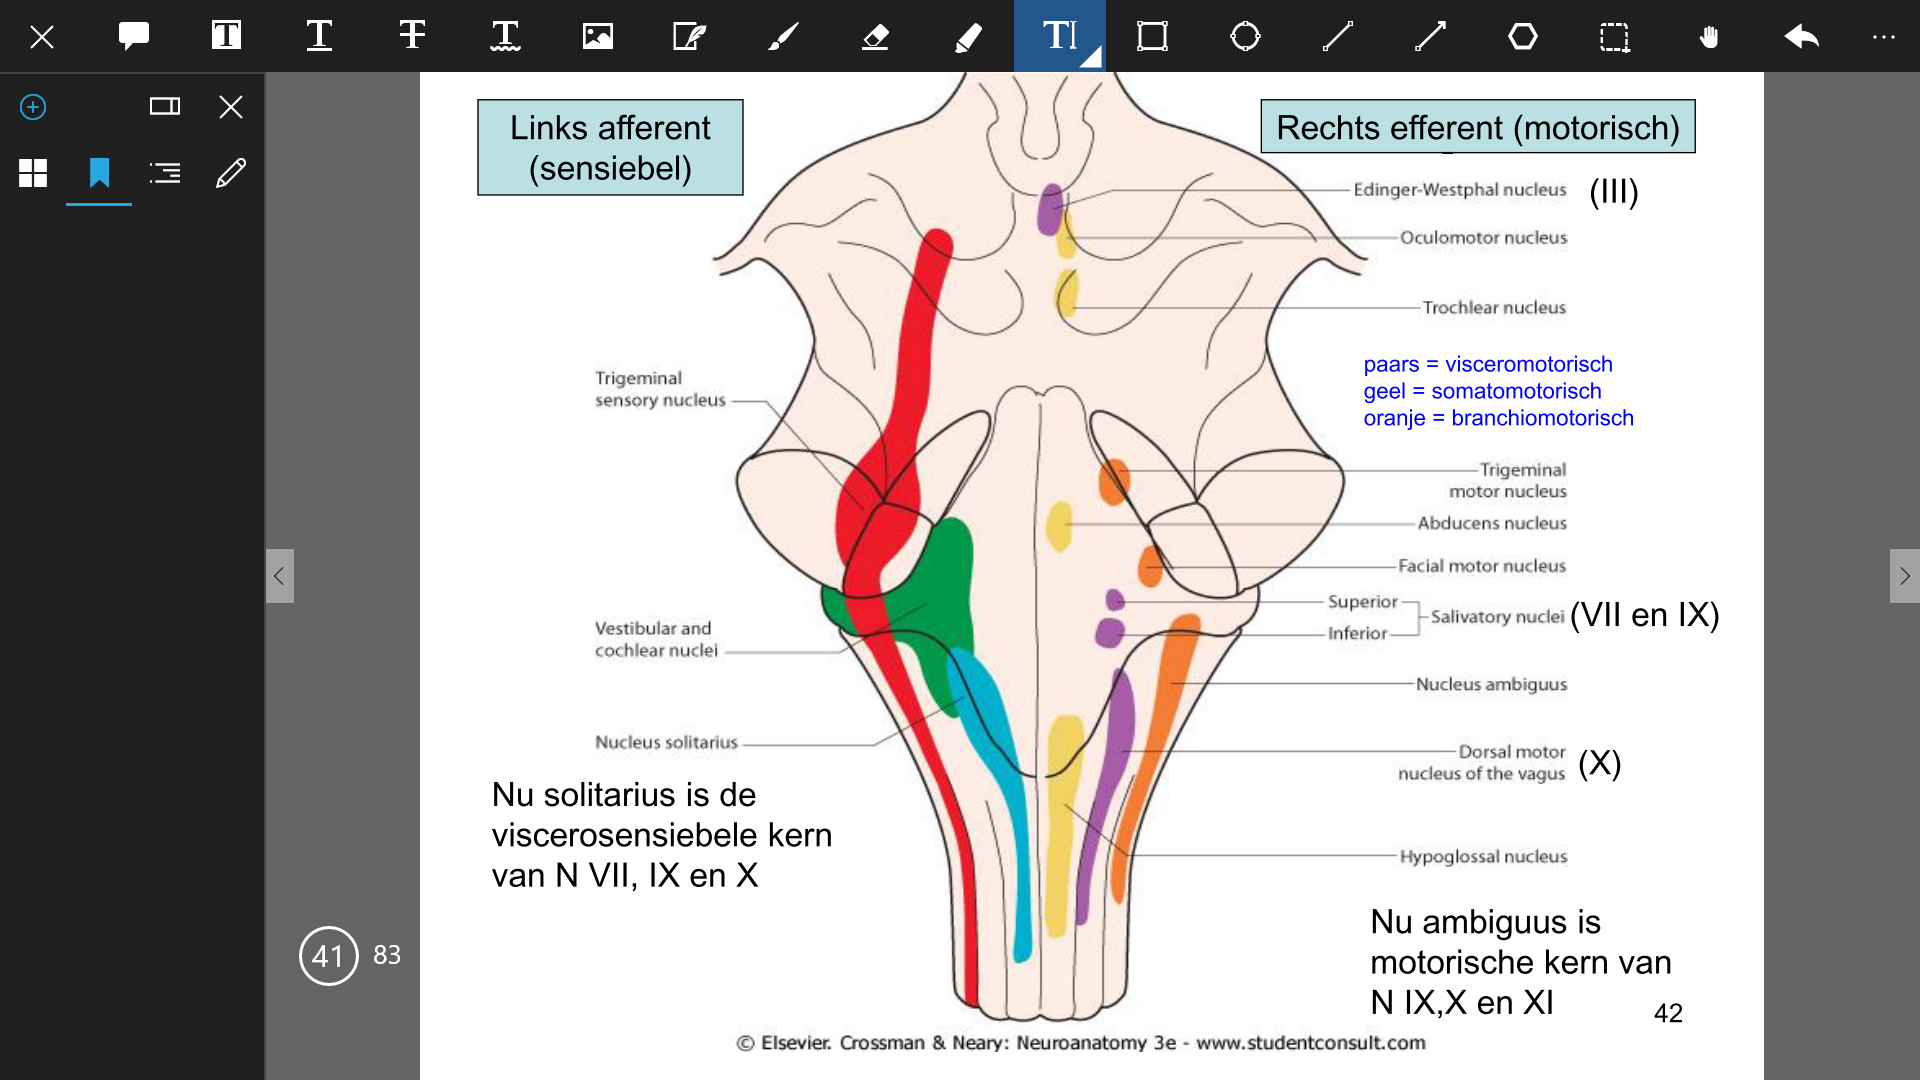 Links afferent
(sensiebel)
Rechts efferent (motorisch)
Edinger-Westphal nucleus (III)
Oculomotor nucleus
Trochlear nucleus
paars = visceromotorisch
geel = somatomotorisch
oranje = branchiomotorisch
Trigeminal
sensory nucleus
Trigeminal
motor nucleus
Abducens nucleus
Facial motor nucleus
Superior
Salivatory nuclei (VII en IX)
Inferior
Vestibular and
cochlear nuclei
Nucleus ambiguus
Nucleus solitarius
Dorsal motor
nucleus of the vagus (X)
Nu solitarius is de
viscerosensiebele kern
van N VII, IX en X
Hypoglossal nucleus
Nu ambiguus is
motorische kern van
N IX,X en XI
41 83
42
© Elsevier. Crossman & Neary: Neuroanatomy 3e - www.studentconsult.com